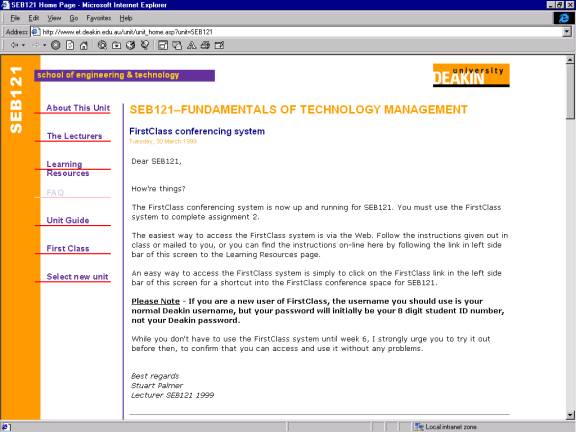 SEB121 Home Page - Microsoft Internet Explorer
File Edit View Go Favorites Help
Address http://www.et.deakin.edu.au/unit/unit_home.asp?unit=SEB121
SEB121
school of engineering & technology
university
DEAKIN
About This Unit
The Lecturers
Learning
Resources
FAQ
Unit Guide
First Class
Select new unit
SEB121–FUNDAMENTALS OF TECHNOLOGY MANAGEMENT
FirstClass conferencing system
Tuesday, 30 March 1999
Dear SEB121,
How're things?
The FirstClass conferencing system is now up and running for SEB121. You must use the FirstClass
system to complete assignment 2.
The easiest way to access the FirstClass system is via the Web. Follow the instructions given out in
class or mailed to you, or you can find the instructions on-line here by following the link in left side
bar of this screen to the Learning Resources page.
An easy way to access the FirstClass system is simply to click on the FirstClass link in the left side
bar of this screen for a shortcut into the FirstClass conference space for SEB121.
Please Note - If you are a new user of FirstClass, the username you should use is your
normal Deakin username, but your password will initially be your 8 digit student ID number,
not your Deakin password.
While you don't have to use the FirstClass system until week 6, I strongly urge you to try it out
before then, to confirm that you can access and use it without any problems.
Best regards
Stuart Palmer
Lecturer SEB121 1999
Local intranet zone